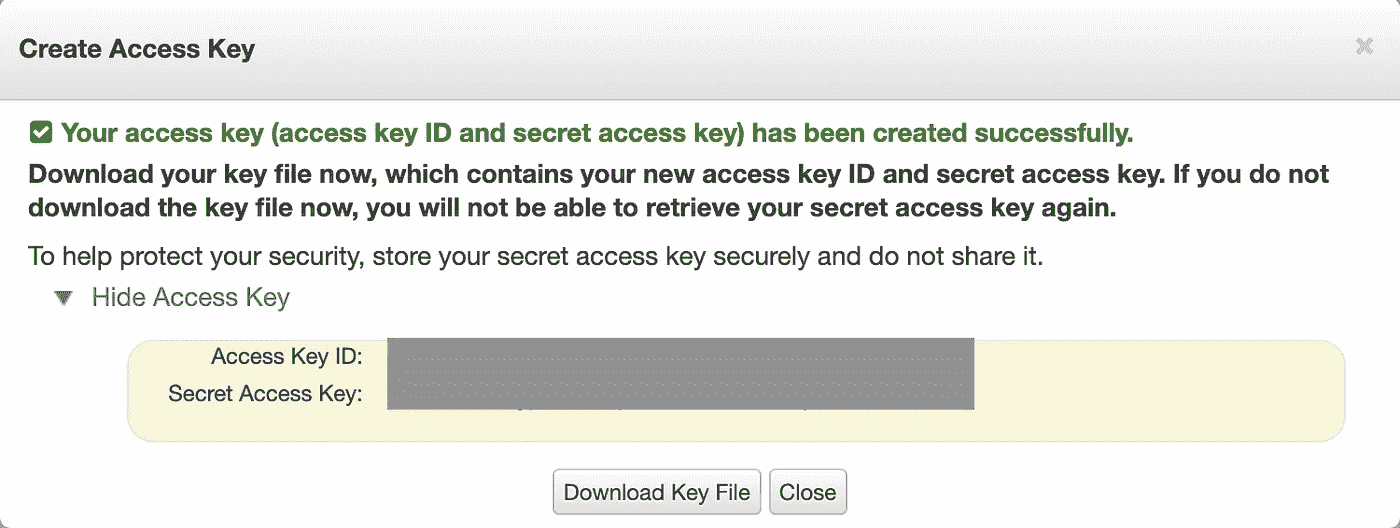 Create Access Key
Your access key (access key ID and secret access key) has been created successfully.
Download your key file now, which contains your new access key ID and secret access key. If you do not
download the key file now, you will not be able to retrieve your secret access key again.
To help protect your security, store your secret access key securely and do not share it.
Hide Access Key
Access Key ID:
Secret Access Key:
Download Key File Close